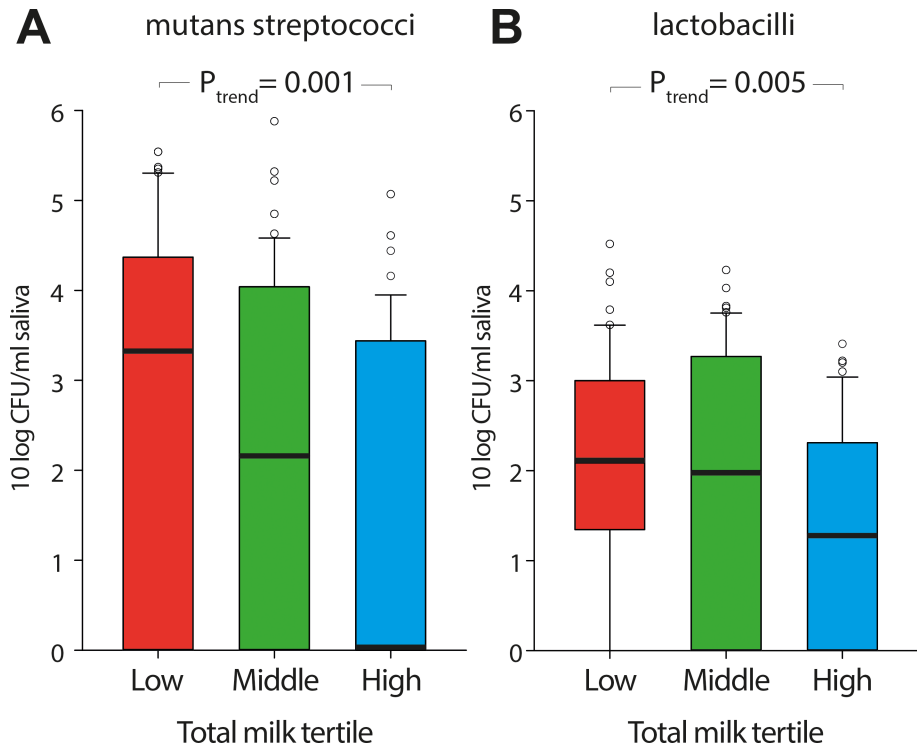 A
mutans streptococci
P trend = 0.001
10 log CFU/ml saliva
6
5
4
3
2
1
0
Low Middle High
Total milk tertile
B
lactobacilli
P trend = 0.005
10 log CFU/ml saliva
6
5
4
3
2
1
0
Low Middle High
Total milk tertile